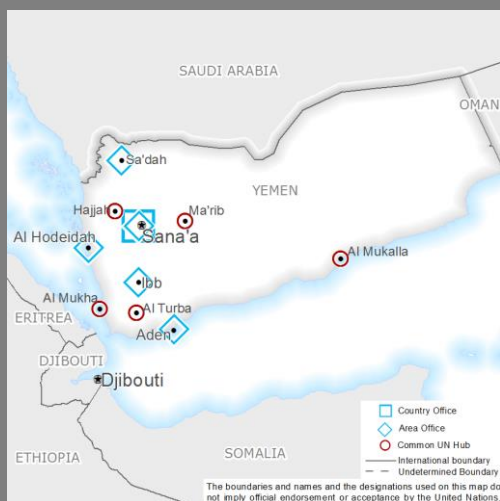 SAUDI ARABIA
OMAN
Sa'dah
YEMEN
Hajjah
Ma'rib
Sana'a
Al Hodeidah
Al Mukalla
Ibb
Al Mukha
Al Turba
ERITREA
Aden
DJIBOUTI
Djibouti
Country Office
Area Office
Common UN Hub
ETHIOPIA
SOMALIA
International boundary
Undetermined Boundary
The boundaries and names and the designations used on this map do
not imply official endorsement or acceptance by the United Nations